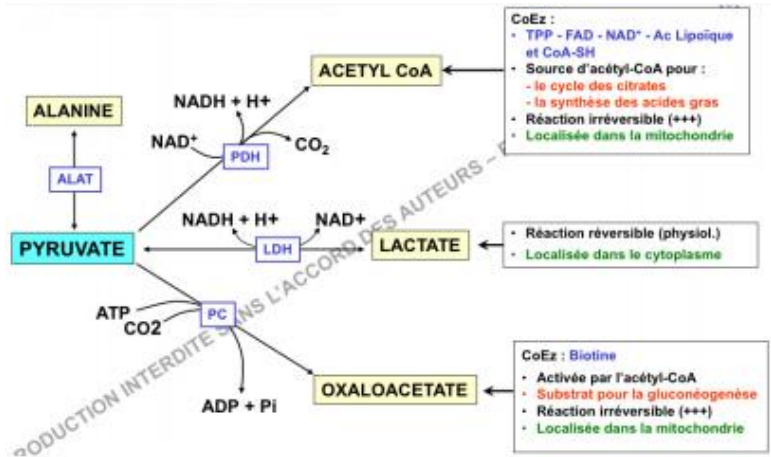 CoEz :
• TPP - FAD - NAD+ - Ac Lipoïque
et CoA-SH
• Source d'acétyl-CoA pour :
- le cycle des citrates
- la synthèse des acides gras
• Réaction irréversible (+++)
• Localisée dans la mitochondrie
ACETYL CoA
ALANINE
NADH + H+
NAD+
CO2
PDH
ALAT
NADH + H+
NAD+
PYRUVATE
LDH
LACTATE
• Réaction réversible (physiol.)
• Localisée dans le cytoplasme
ATP
CO2
PC
ADP + Pi
OXALOACETATE
CoEz : Biotine
• Activée par l'acétyl-CoA
• Substrat pour la gluconéogenèse
• Réaction irréversible (+++)
• Localisée dans la mitochondrie
RODUCTION INTERDITE SANS L'ACCORD DES AUTEURS –